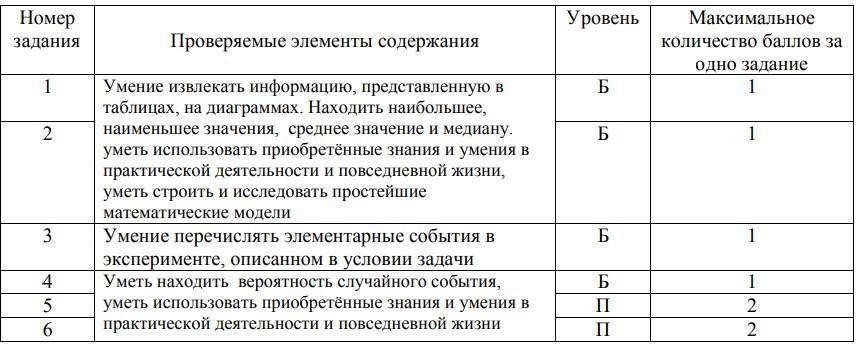 Номер задания
Проверяемые элементы содержания
Уровень
Максимальное количество баллов за одно задание
1
Умение извлекать информацию, представленную в
таблицах, на диаграммах. Находить наибольшее,
наименьшее значения, среднее значение и медиану.
уметь использовать приобретённые знания и умения в
практической деятельности и повседневной жизни,
уметь строить и исследовать простейшие
математические модели
Б
1
2
Б
1
3
Умение перечислять элементарные события в
эксперименте, описанном в условии задачи
Б
1
4
Уметь находить вероятность случайного события,
уметь использовать приобретённые знания и умения в
практической деятельности и повседневной жизни
Б
1
5
П
2
6
П
2